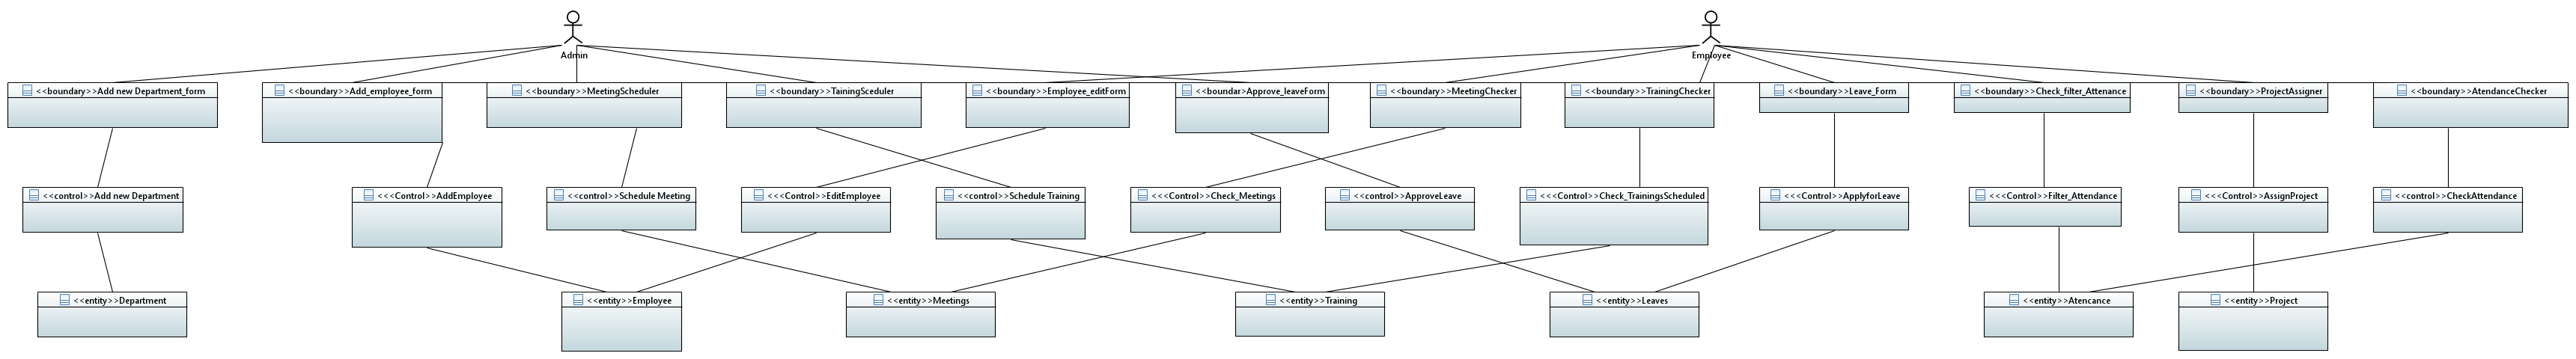 Admin
Employee
<<boundary>>Add new Department_form
<<boundary>>Add_employee_form
<<boundary>>MeetingScheduler
<<boundary>>TainingSceduler
<<boundary>>Employee_editForm
<<boundar>Approve_leaveForm
<<boundary>>MeetingChecker
<<boundary>>TrainingChecker
<<boundary>>Leave_Form
<<boundary>>Check_filter_Attenance
<<boundary>>ProjectAssigner
<<boundary>>AtendanceChecker
<<control>>Add new Department
<<<Control>>AddEmployee
<<control>>Schedule Meeting
<<<Control>>EditEmployee
<<control>>Schedule Training
<<<Control>>Check_Meetings
<<control>>ApproveLeave
<<<Control>>Check_TrainingsScheduled
<<<Control>>ApplyforLeave
<<<Control>>Filter_Attendance
<<<Control>>AssignProject
<<control>>CheckAttendance
<<entity>>Department
<<entity>>Employee
<<entity>>Meetings
<<entity>>Training
<<entity>>Leaves
<<entity>>Atencance
<<entity>>Project